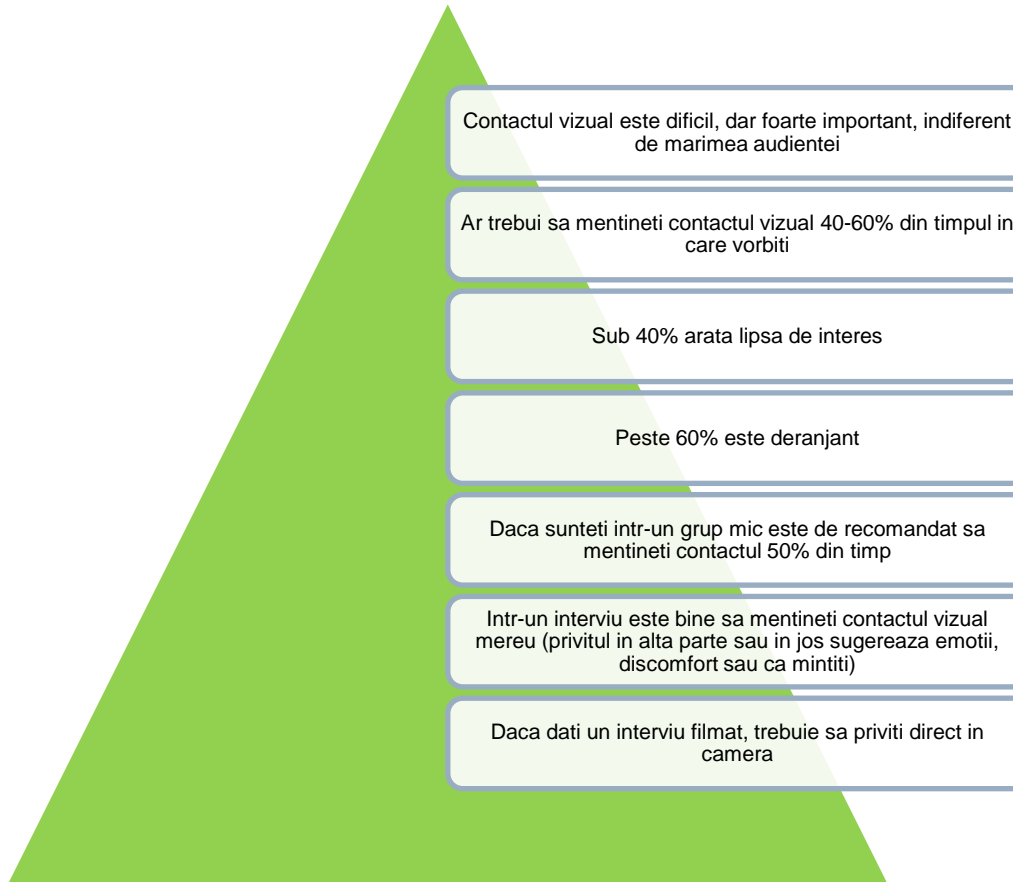 Contactul vizual este dificil, dar foarte important, indiferent
de marimea audientei
Ar trebui sa mentineti contactul vizual 40-60% din timpul in
care vorbiti
Sub 40% arata lipsa de interes
Peste 60% este deranjant
Daca sunteti intr-un grup mic este de recomandat sa
mentineti contactul 50% din timp
Intr-un interviu este bine sa mentineti contactul vizual
mereu (privitul in alta parte sau in jos sugereaza emotii,
discomfort sau ca mintiti)
Daca dati un interviu filmat, trebuie sa priviti direct in
camera